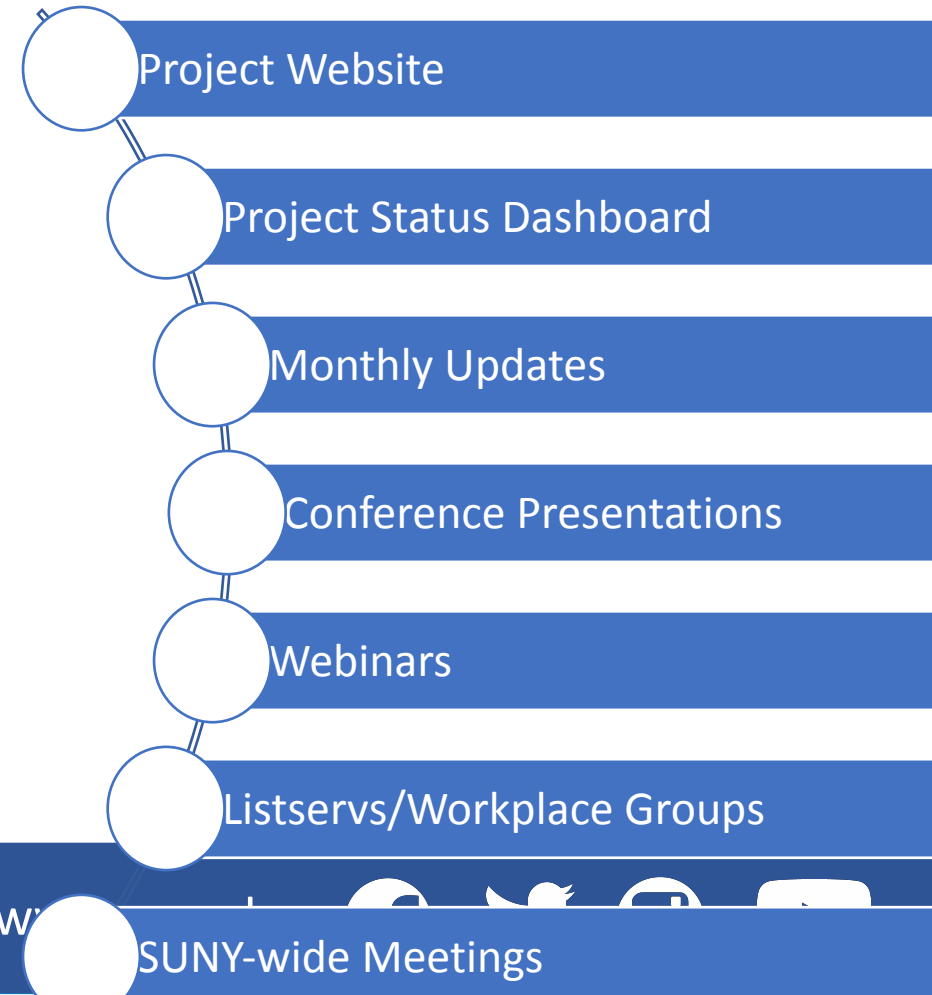 Project Website
Project Status Dashboard
Monthly Updates
Conference Presentations
Webinars
Listservs/Workplace Groups
SUNY-wide Meetings